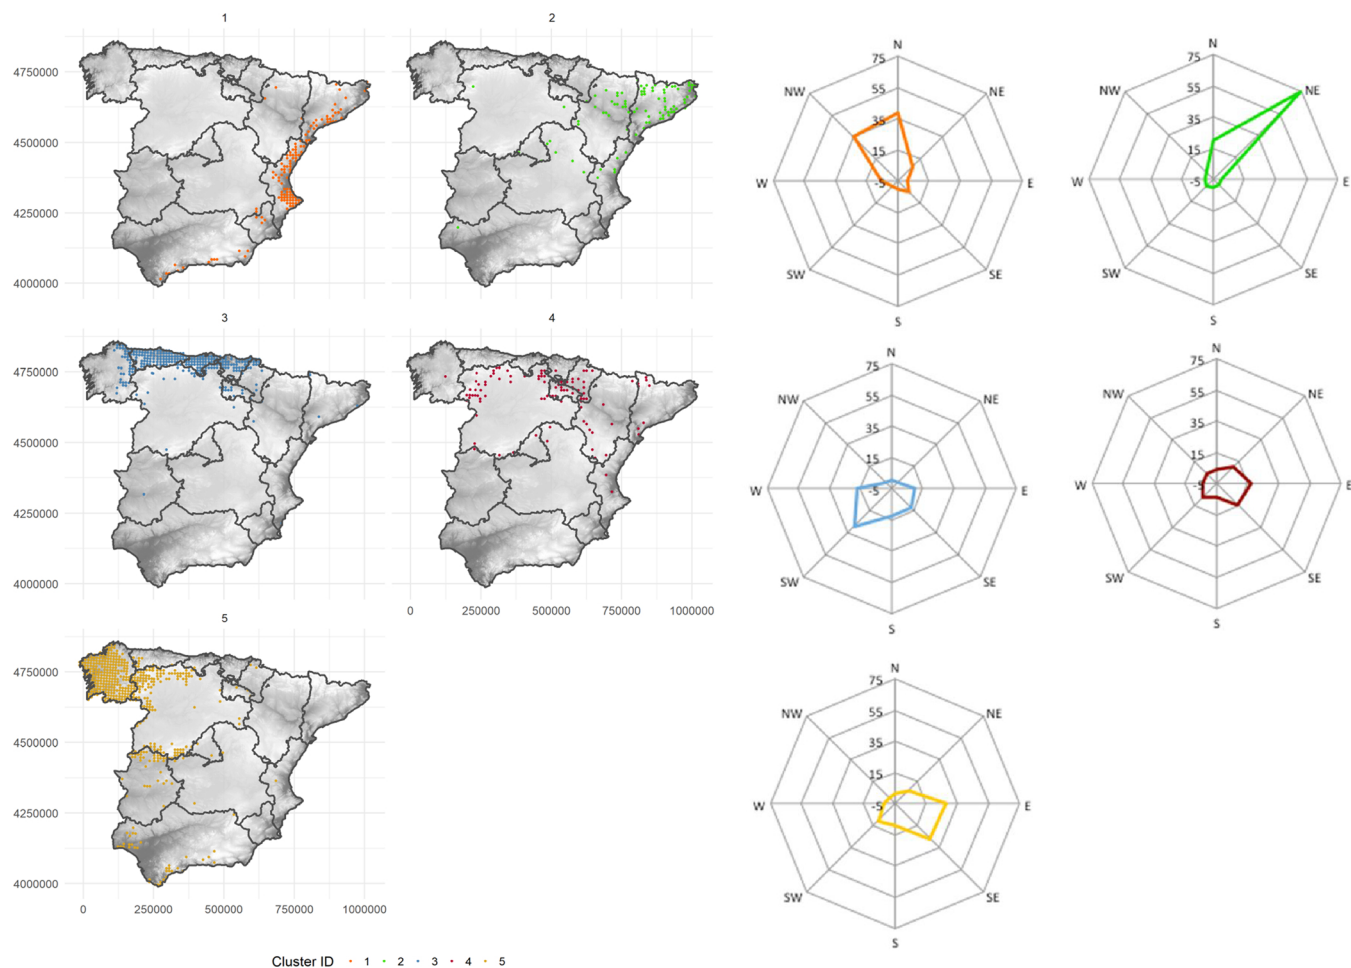 1
2
4750000
4500000
4250000
4000000
N
NE
E
SE
S
SW
W
NW
75
55
35
15
-5
N
NE
E
SE
S
SW
W
NW
75
55
35
15
-5
3
4
4750000
4500000
4250000
4000000
0
250000
500000
750000
1000000
N
NE
E
SE
S
SW
W
NW
75
55
35
15
-5
N
NE
E
SE
S
SW
W
NW
75
55
35
15
-5
5
4750000
4500000
4250000
4000000
0
250000
500000
750000
1000000
N
NE
E
SE
S
SW
W
NW
75
55
35
15
-5
Cluster ID 1 2 3 4 5